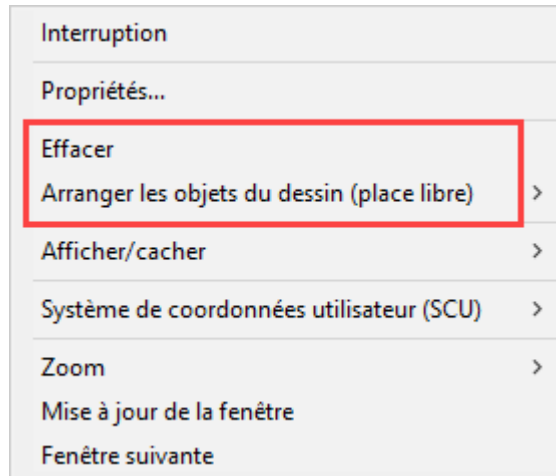 Interruption
Propriétés...
Effacer
Arranger les objets du dessin (place libre)
Afficher/cacher
Système de coordonnées utilisateur (SCU)
Zoom
Mise à jour de la fenêtre
Fenêtre suivante